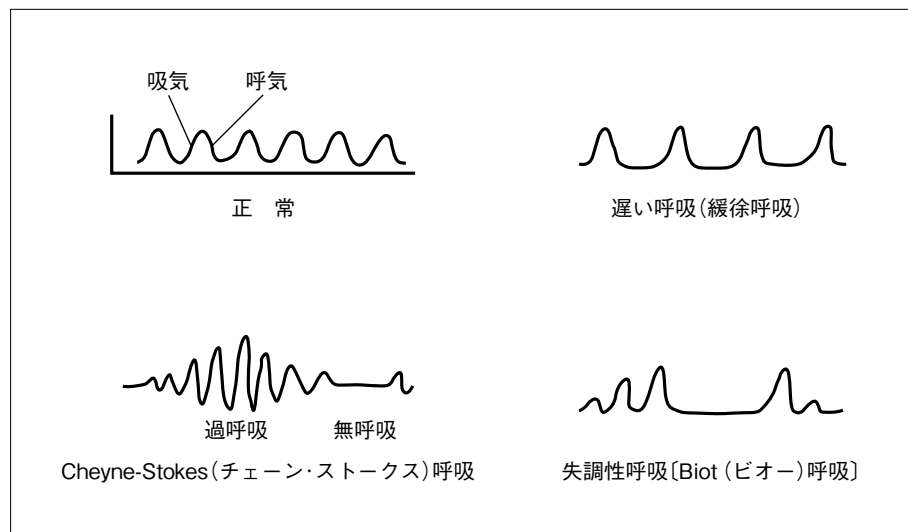 吸気 呼気
正 常
遅い呼吸(緩徐呼吸)
過呼吸 無呼吸
Cheyne-Stokes(チェーン・ストークス)呼吸
失調性呼吸〔Biot(ビオー)呼吸〕